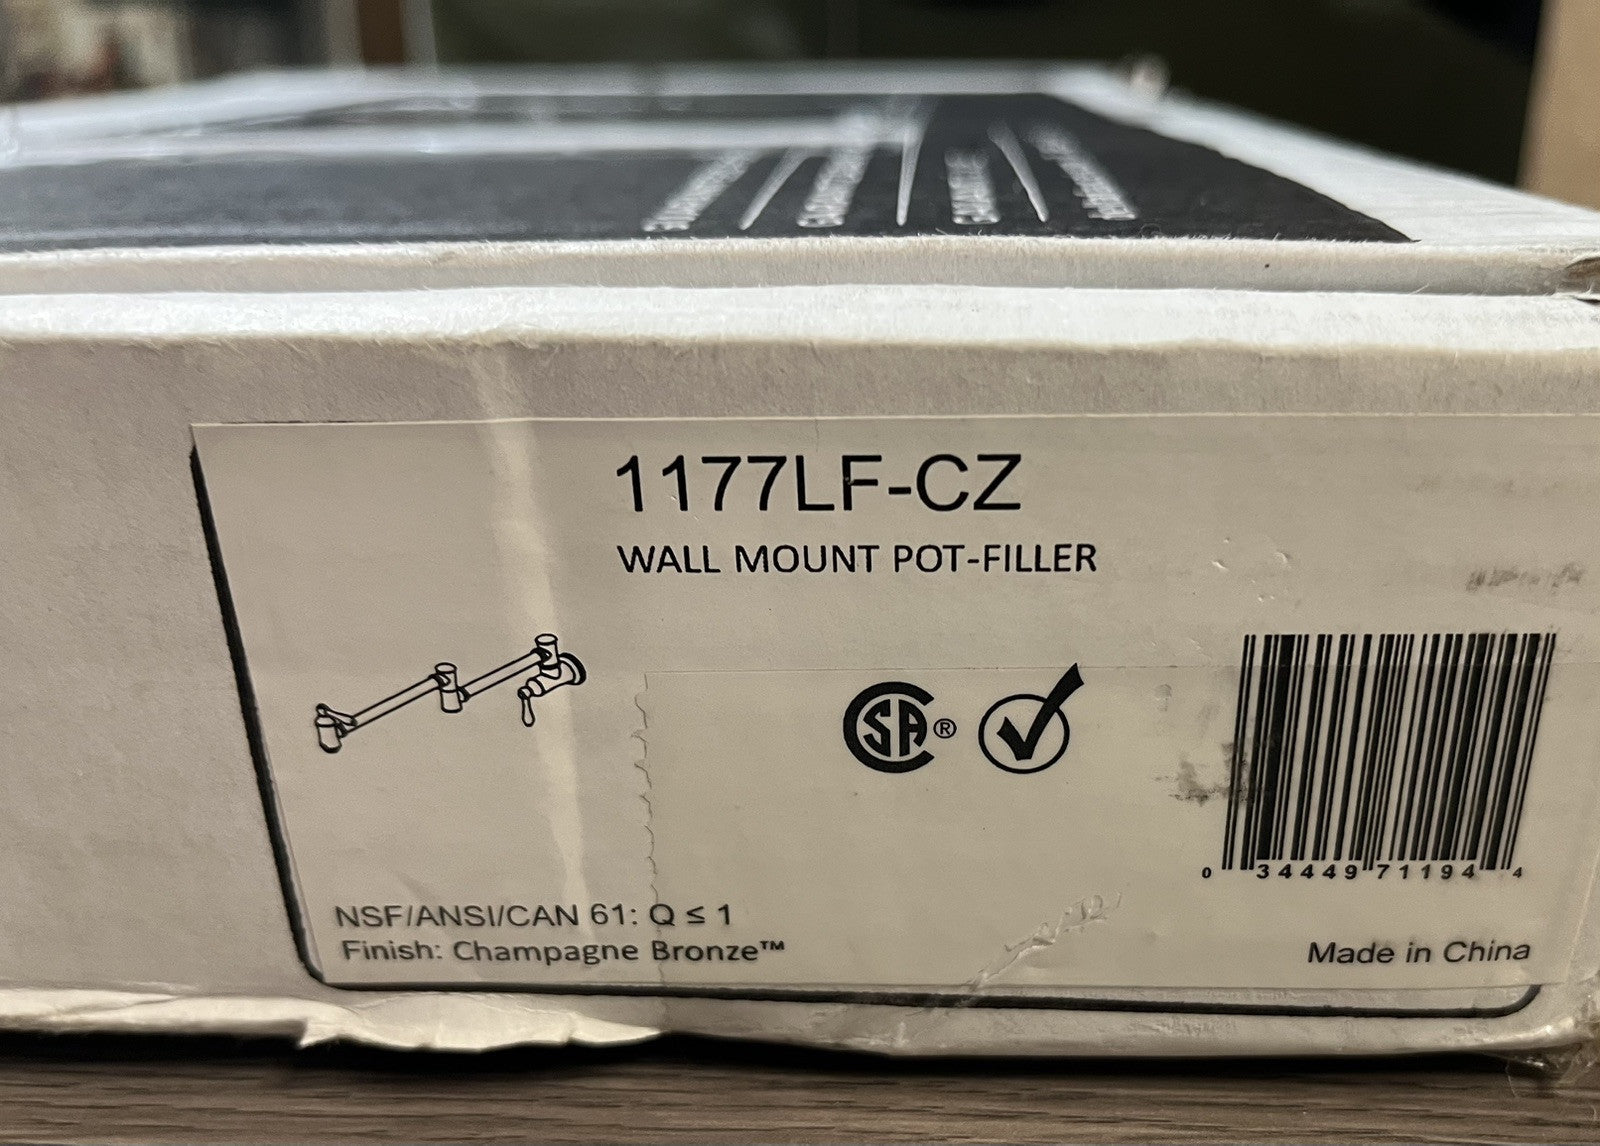 1177LF-CZ
WALL MOUNT POT-FILLER
SA®
0 34449 71194 4
NSF/ANSI/CAN 61: Q ≤ 1
Finish: Champagne Bronze™
Made in China